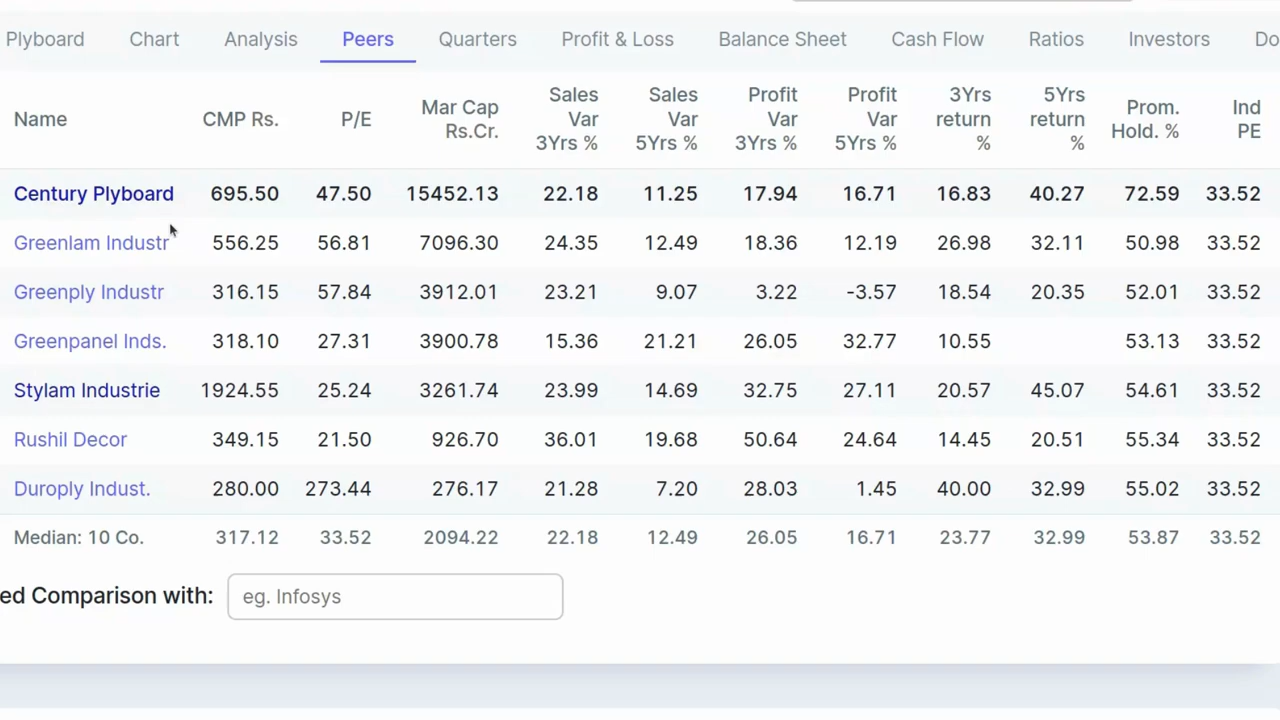 Plyboard Chart Analysis Peers Quarters Profit & Loss Balance Sheet Cash Flow Ratios Investors Do
Name CMP Rs. P/E Mar Cap Rs.Cr. Sales Var 3Yrs % Sales Var 5Yrs % Profit Var 3Yrs % Profit Var 5Yrs % 3Yrs return % 5Yrs return % Prom. Hold. % Ind PE
Century Plyboard 695.50 47.50 15452.13 22.18 11.25 17.94 16.71 16.83 40.27 72.59 33.52
Greenlam Industr 556.25 56.81 7096.30 24.35 12.49 18.36 12.19 26.98 32.11 50.98 33.52
Greenply Industr 316.15 57.84 3912.01 23.21 9.07 3.22 -3.57 18.54 20.35 52.01 33.52
Greenpanel Inds. 318.10 27.31 3900.78 15.36 21.21 26.05 32.77 10.55 53.13 33.52
Stylam Industrie 1924.55 25.24 3261.74 23.99 14.69 32.75 27.11 20.57 45.07 54.61 33.52
Rushil Decor 349.15 21.50 926.70 36.01 19.68 50.64 24.64 14.45 20.51 55.34 33.52
Duroply Indust. 280.00 273.44 276.17 21.28 7.20 28.03 1.45 40.00 32.99 55.02 33.52
Median: 10 Co. 317.12 33.52 2094.22 22.18 12.49 26.05 16.71 23.77 32.99 53.87 33.52
ed Comparison with: eg. Infosys